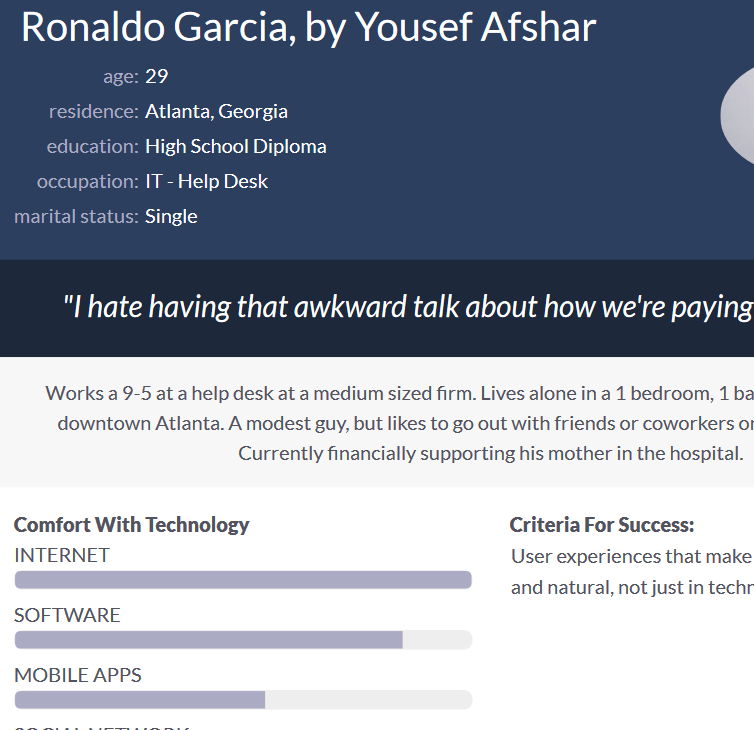 Ronaldo Garcia, by Yousef Afshar
age: 29
residence: Atlanta, Georgia
education: High School Diploma
occupation: IT - Help Desk
marital status: Single
"I hate having that awkward talk about how we're paying
Works a 9-5 at a help desk at a medium sized firm. Lives alone in a 1 bedroom, 1 ba
downtown Atlanta. A modest guy, but likes to go out with friends or coworkers or
Currently financially supporting his mother in the hospital.
Comfort With Technology
INTERNET
SOFTWARE
MOBILE APPS
SOCIAL NETWORK
Criteria For Success:
User experiences that make
and natural, not just in techn